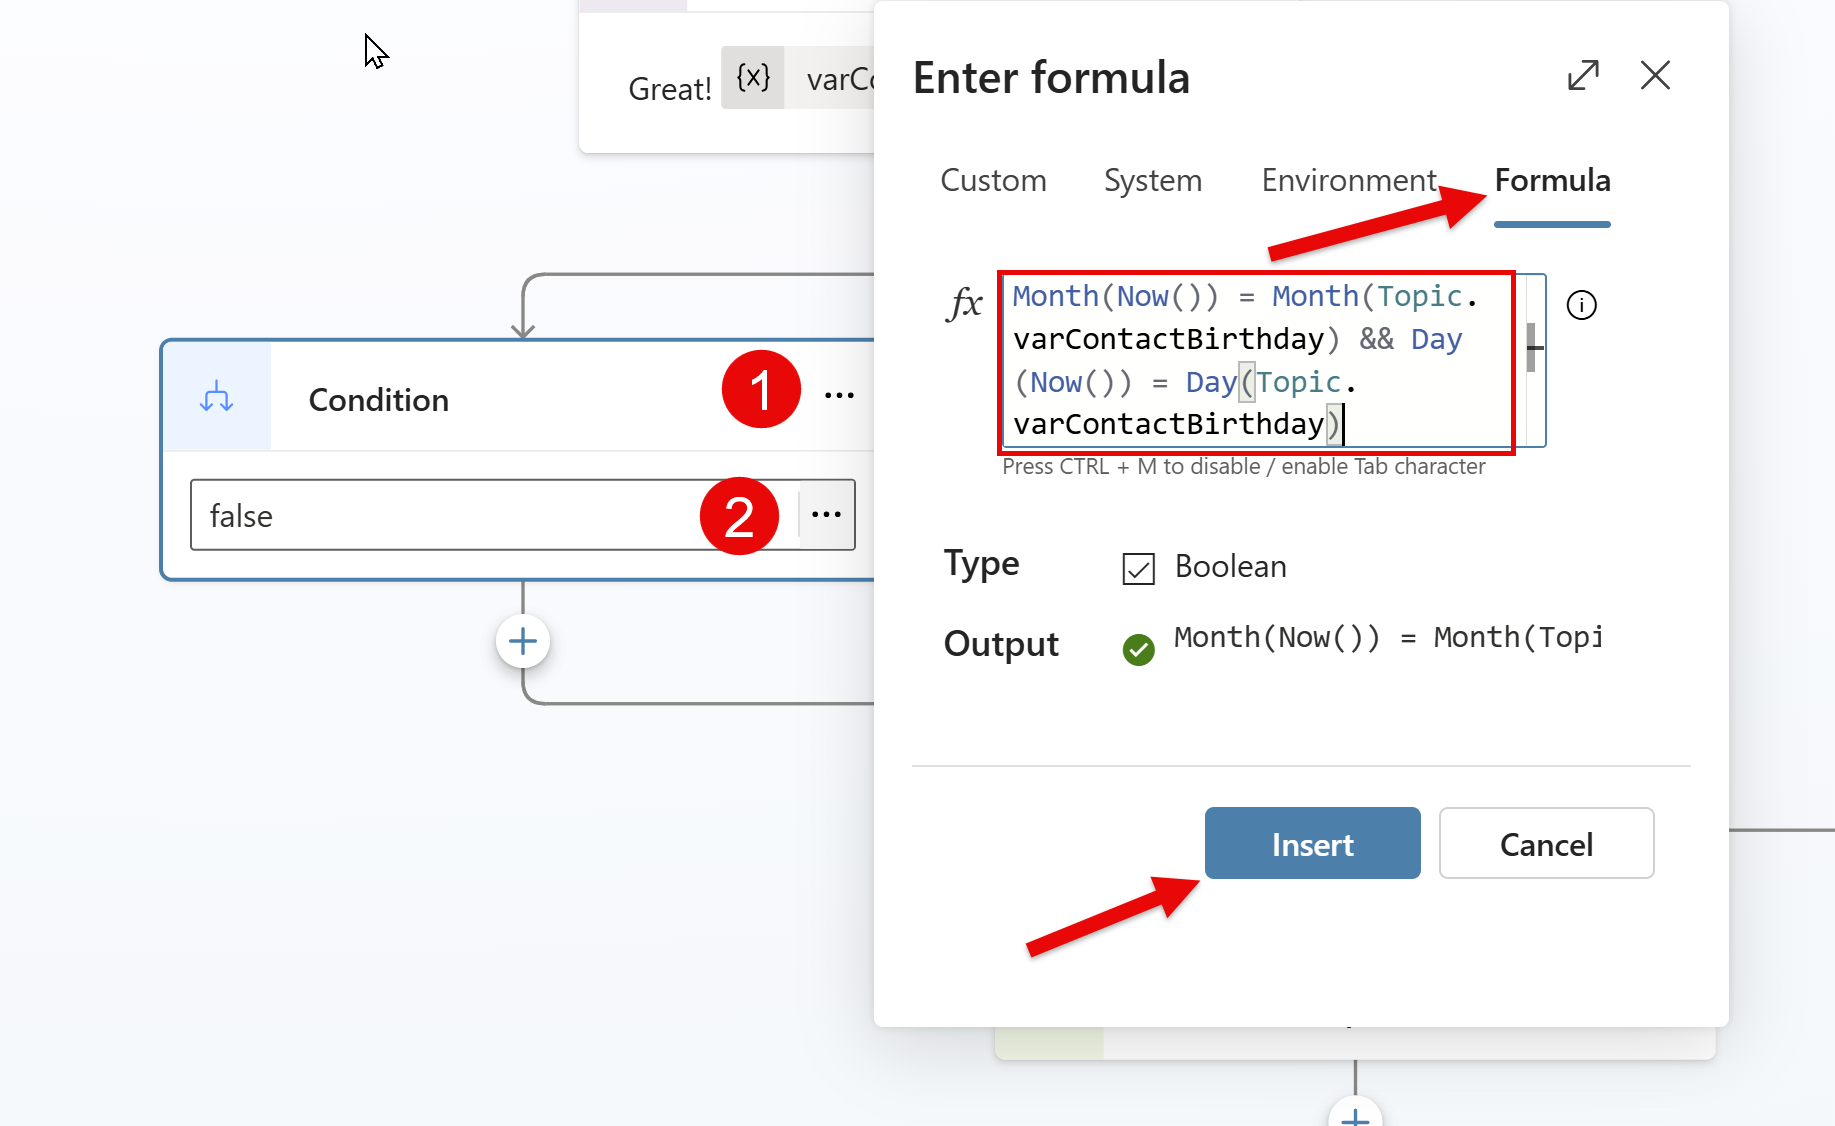 Great! {x} varCo
Condition
1
...
false
2
...
Enter formula
Custom System Environment Formula
fx
Month(Now()) = Month(Topic.
varContactBirthday) && Day
(Now()) = Day(Topic.
varContactBirthday)
Press CTRL + M to disable / enable Tab character
Type Boolean
Output Month(Now()) = Month(Topi
Insert Cancel